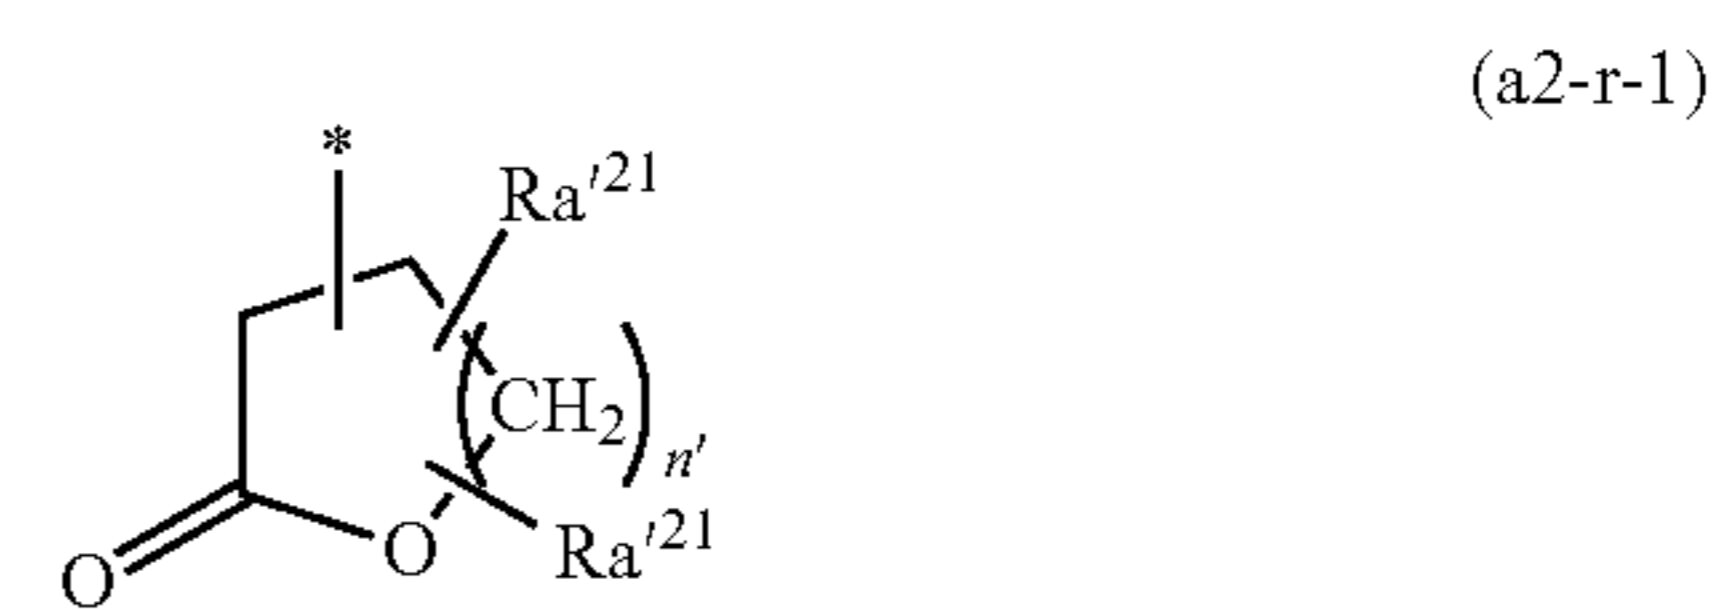 (a2-r-1)
*
Ra'²¹
(CH₂)n'
O
O
Ra'²¹